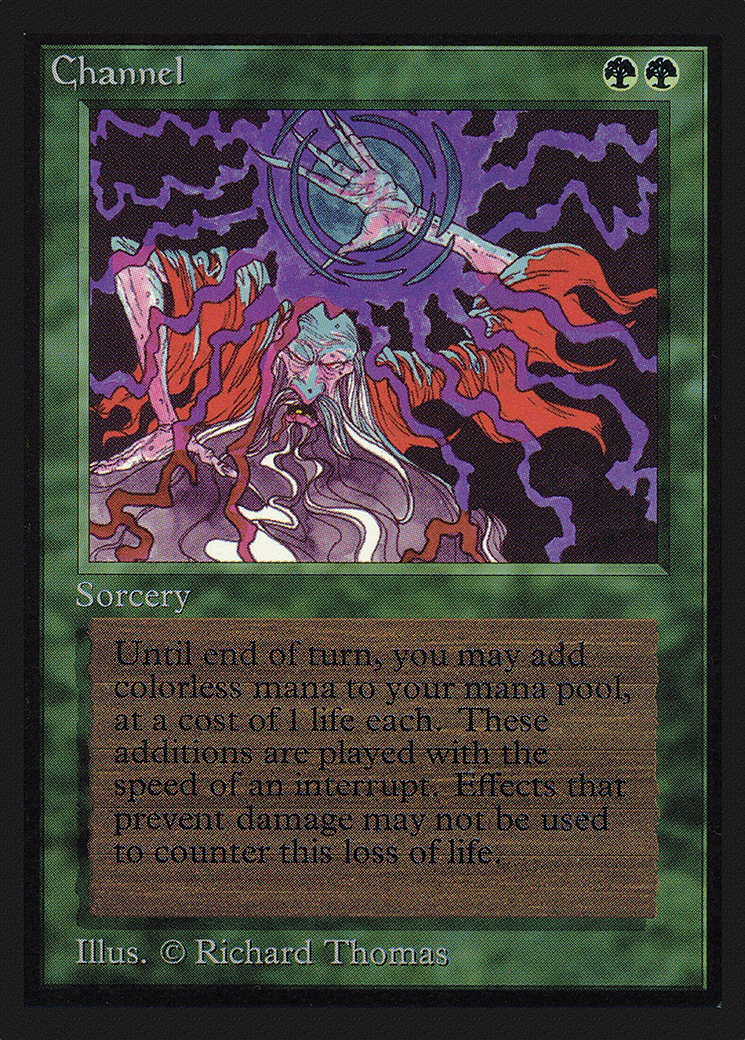 Channel
Sorcery
Until end of turn, you may add
colorless mana to your mana pool,
at a cost of 1 life each. These
additions are played with the
speed of an interrupt. Effects that
prevent damage may not be used
to counter this loss of life.
Illus. © Richard Thomas